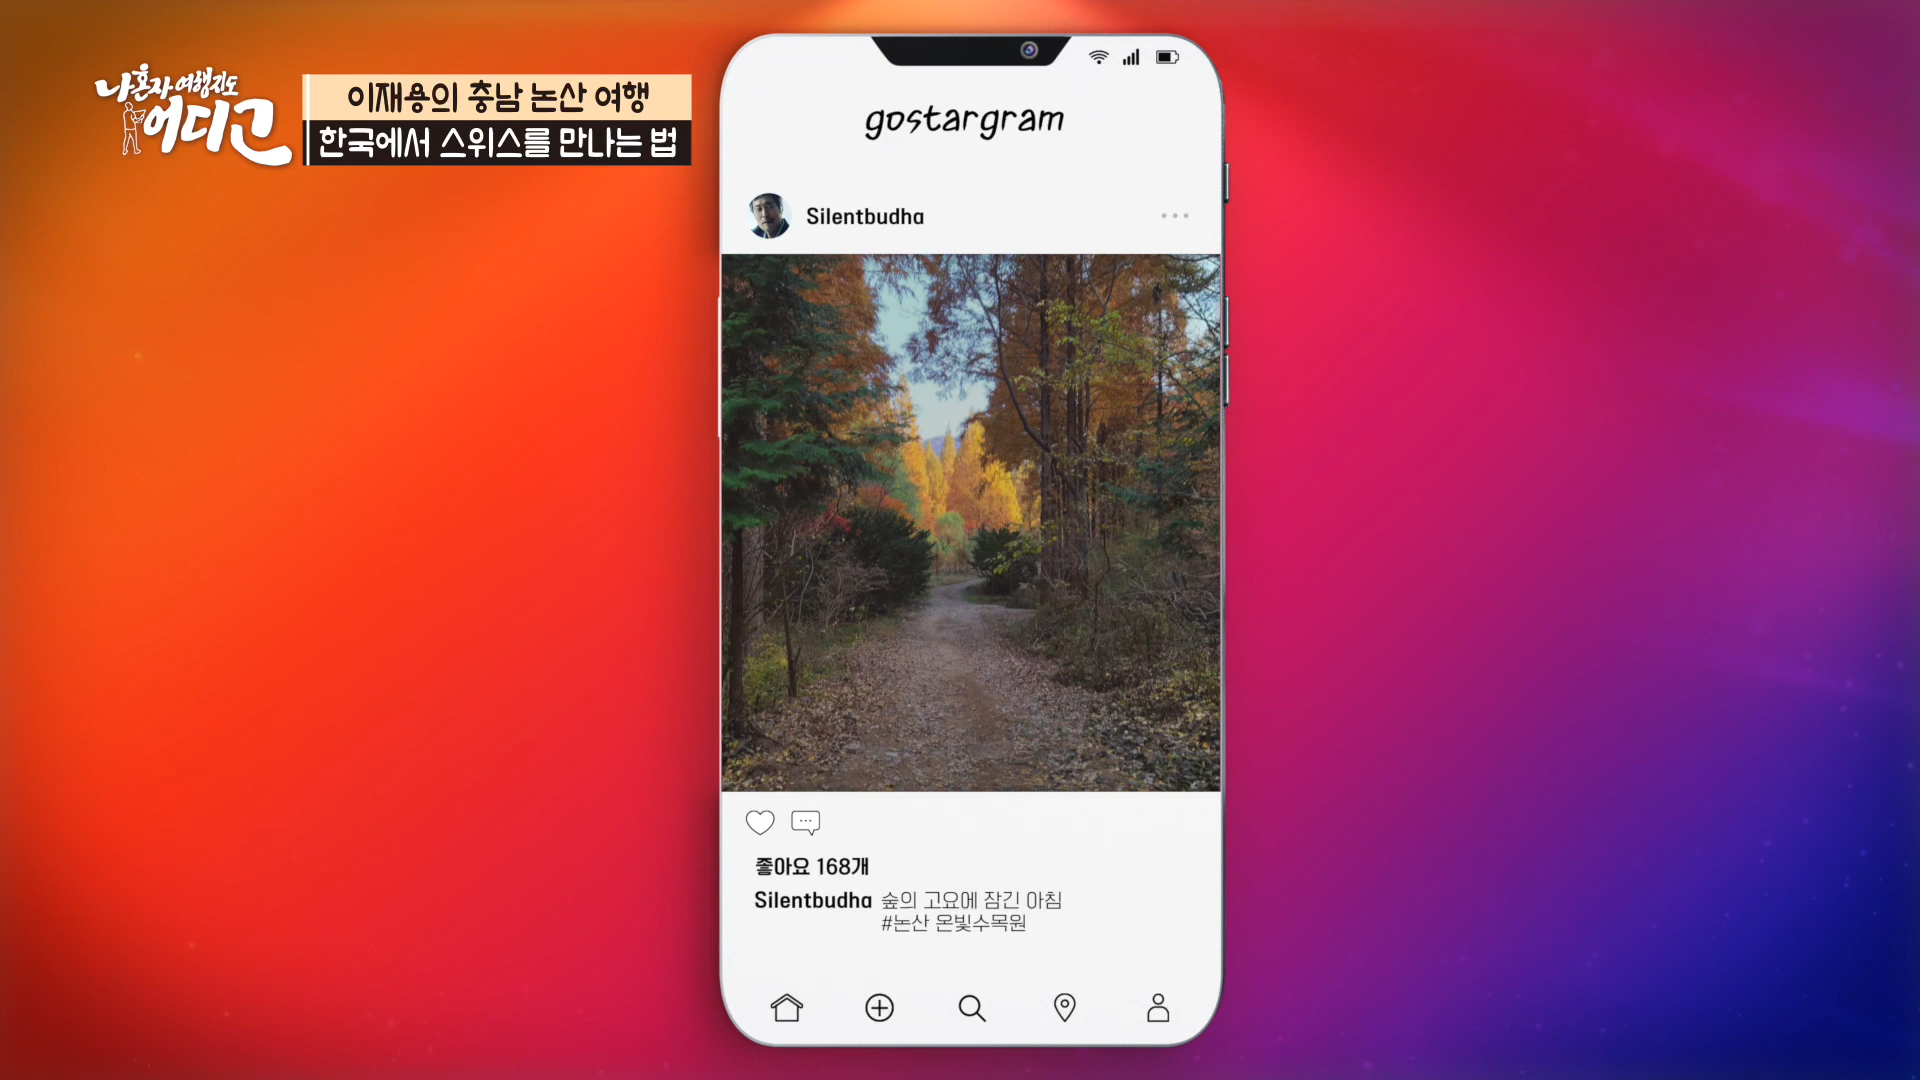 나 혼자 여행지도
어디고
이재용의 충남 논산 여행
한국에서 스위스를 만나는 법
gostargram
Silentbudha
좋아요 168개
Silentbudha 숲의 고요에 잠긴 아침
#논산 온빛수목원